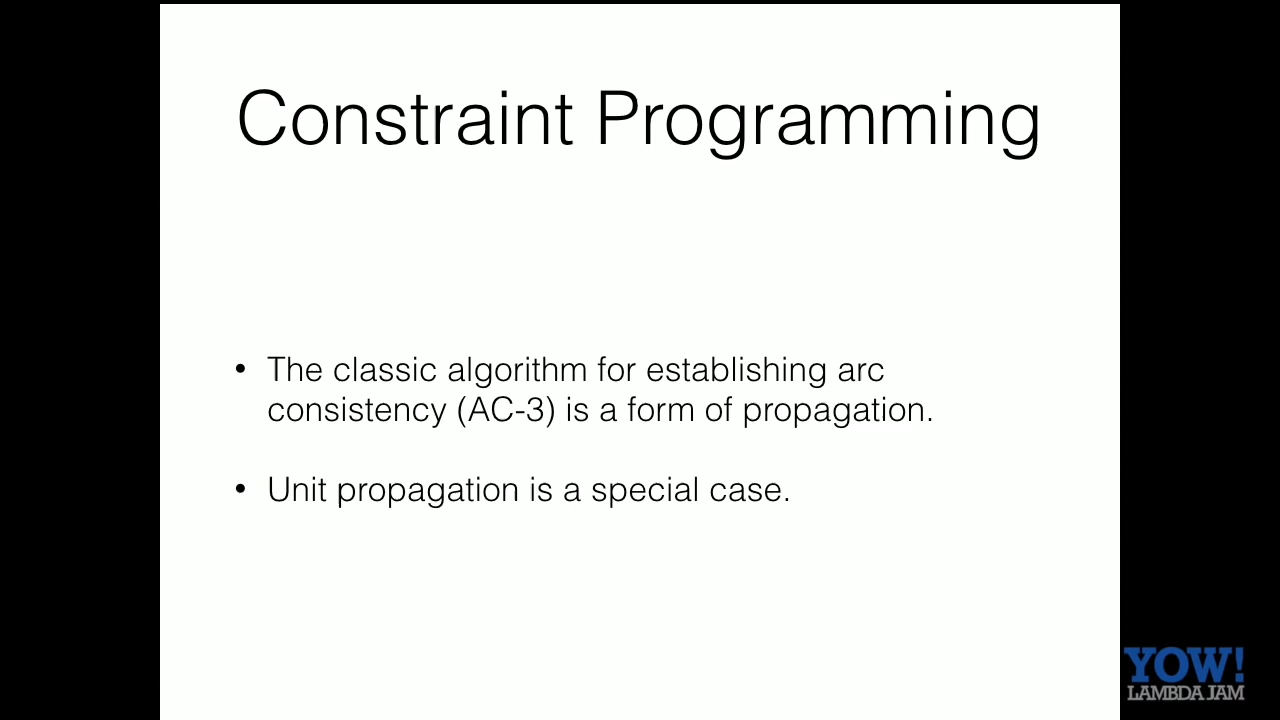 Constraint Programming
• The classic algorithm for establishing arc
consistency (AC-3) is a form of propagation.
• Unit propagation is a special case.
YOW!
LAMBDA JAM